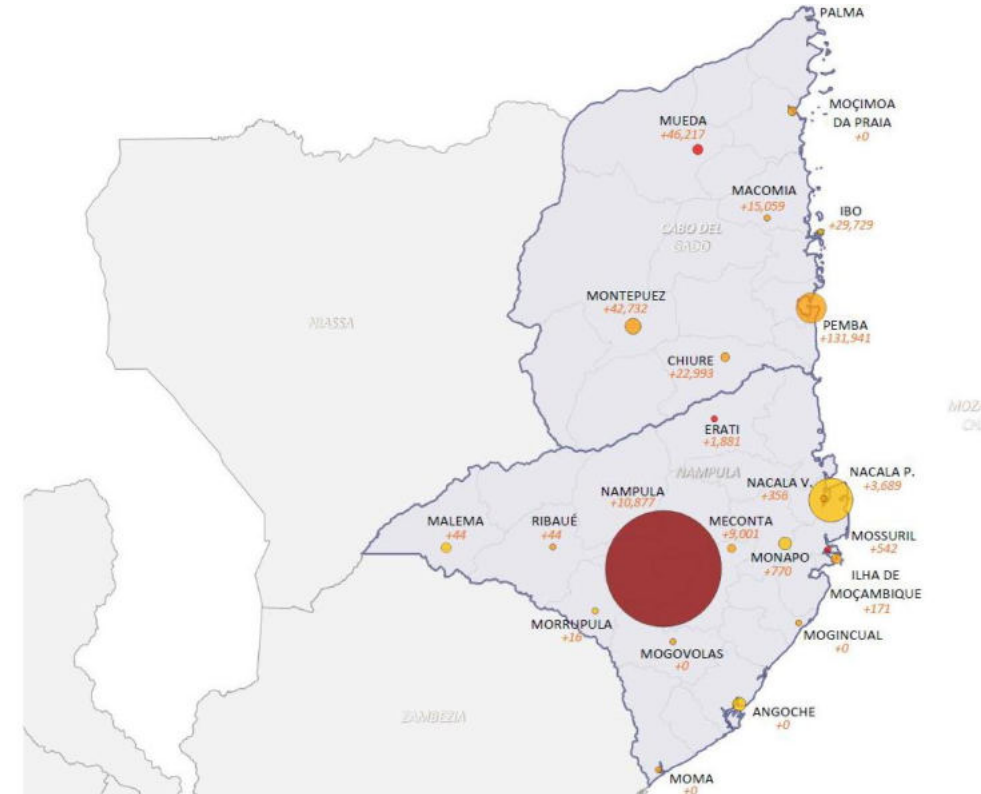 PALMA
MOÇIMOA
DA PRAIA
+0
MUEDA
+46,217
MACOMIA
+15,059
IBO
+29,729
CABO DEL
GADO
MONTEPUEZ
+42,732
NIASSA
PEMBA
+131,941
CHIURE
+22,993
ERATI
+1,881
NAMPULA
NACALA P.
+3,689
NACALA V.
+356
NAMPULA
+10,877
MALEMA
+44
RIBAUÉ
+44
MECONTA
+9,001
MOSSURIL
+542
MONAPO
+770
ILHA DE
MOÇAMBIQUE
+171
MORRUPULA
+16
MOGINCUAL
+0
MOGOVOLAS
+0
ANGOCHE
+0
ZAMBEZIA
MOMA
+0